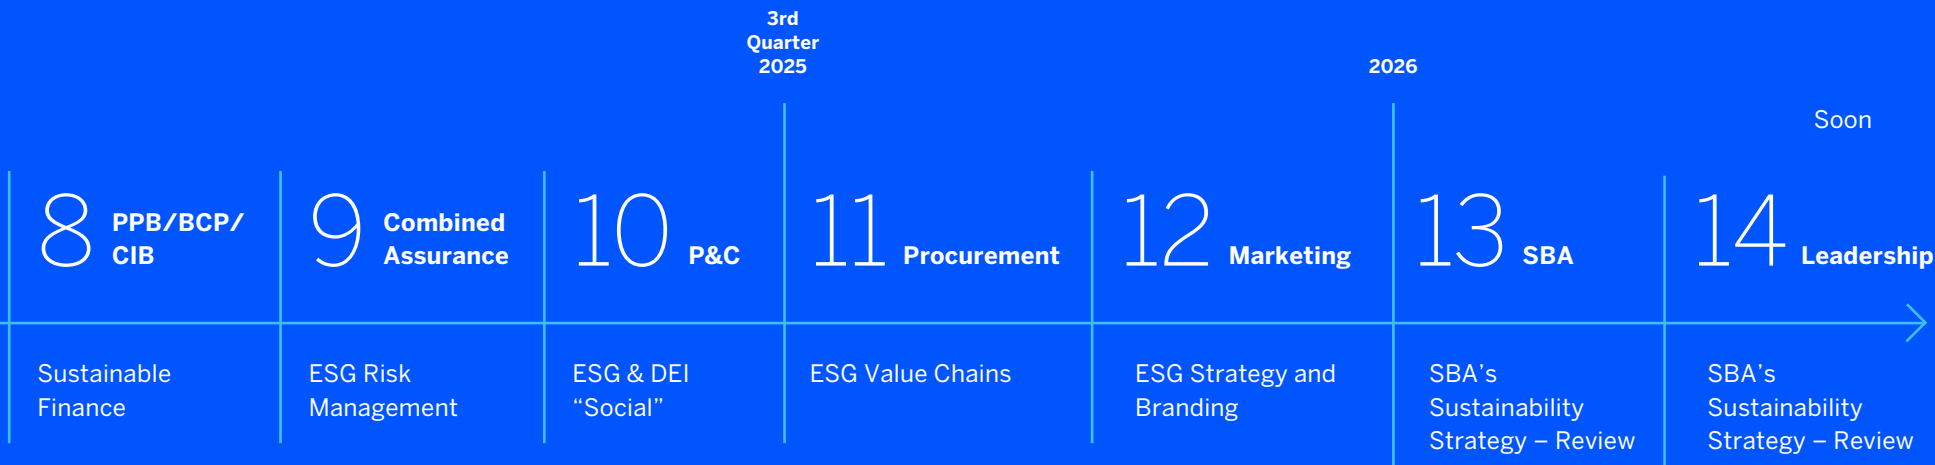 3rd
Quarter
2025
2026
Soon
8 PPB/BCP/
CIB
Sustainable
Finance
9 Combined
Assurance
ESG Risk
Management
10 P&C
ESG & DEI
“Social”
11 Procurement
ESG Value Chains
12 Marketing
ESG Strategy and
Branding
13 SBA
SBA’s
Sustainability
Strategy – Review
14 Leadership
SBA’s
Sustainability
Strategy – Review